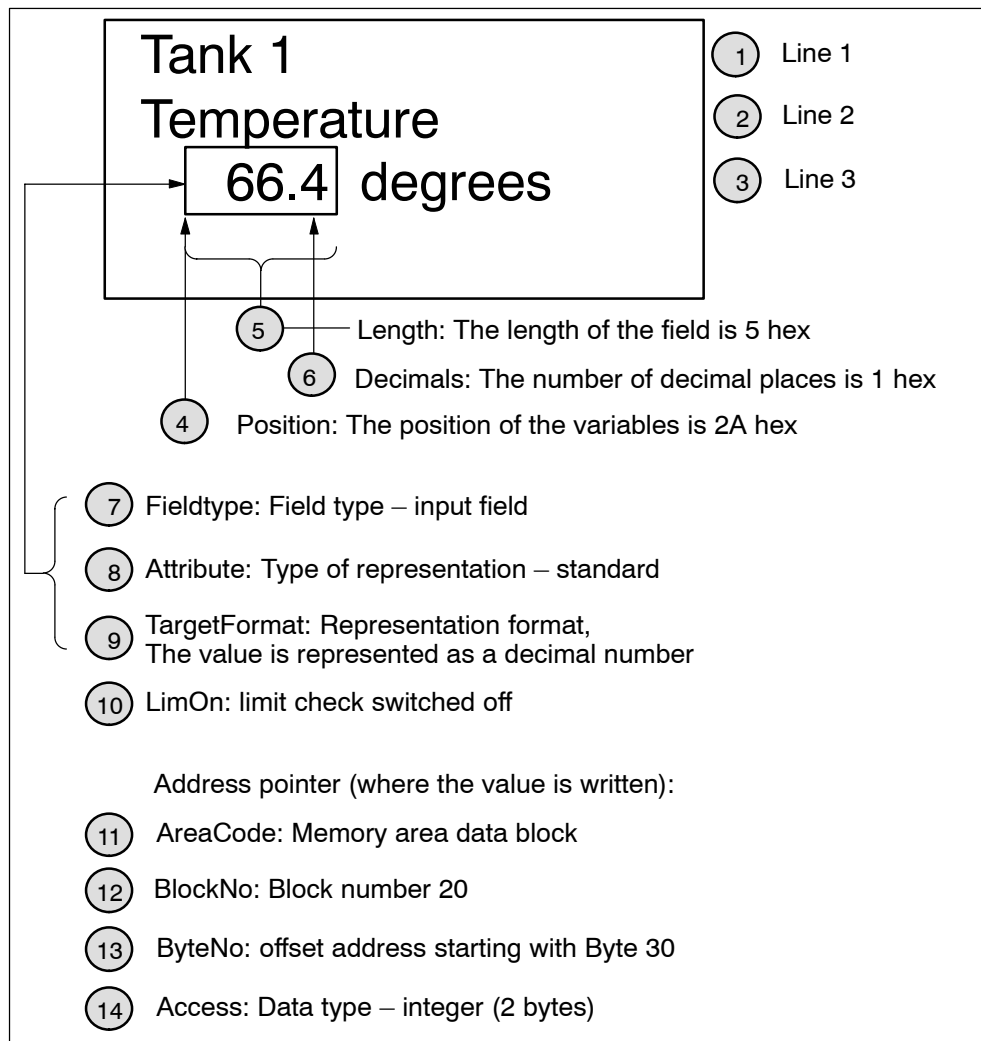 Tank 1
Temperature
66.4 degrees
1 Line 1
2 Line 2
3 Line 3
5 Length: The length of the field is 5 hex
6 Decimals: The number of decimal places is 1 hex
4 Position: The position of the variables is 2A hex
7 Fieldtype: Field type – input field
8 Attribute: Type of representation – standard
9 TargetFormat: Representation format,
The value is represented as a decimal number
10 LimOn: limit check switched off
Address pointer (where the value is written):
11 AreaCode: Memory area data block
12 BlockNo: Block number 20
13 ByteNo: offset address starting with Byte 30
14 Access: Data type – integer (2 bytes)